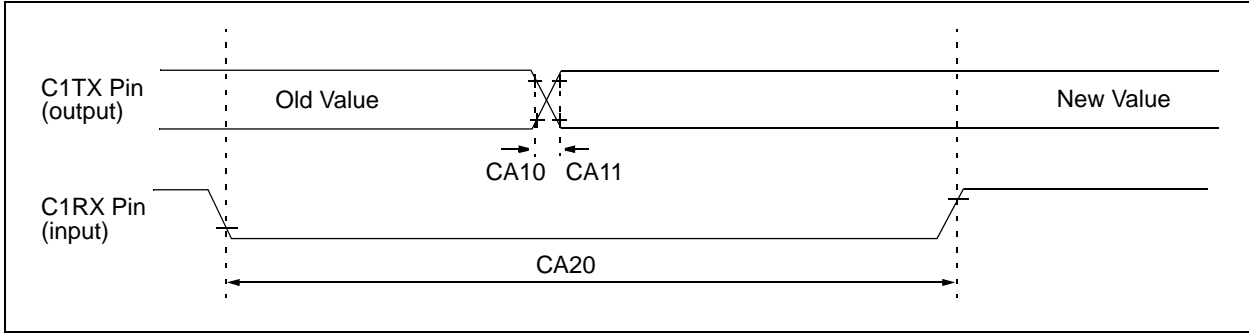 C1TX Pin
(output)
Old Value
New Value
CA10 CA11
C1RX Pin
(input)
CA20